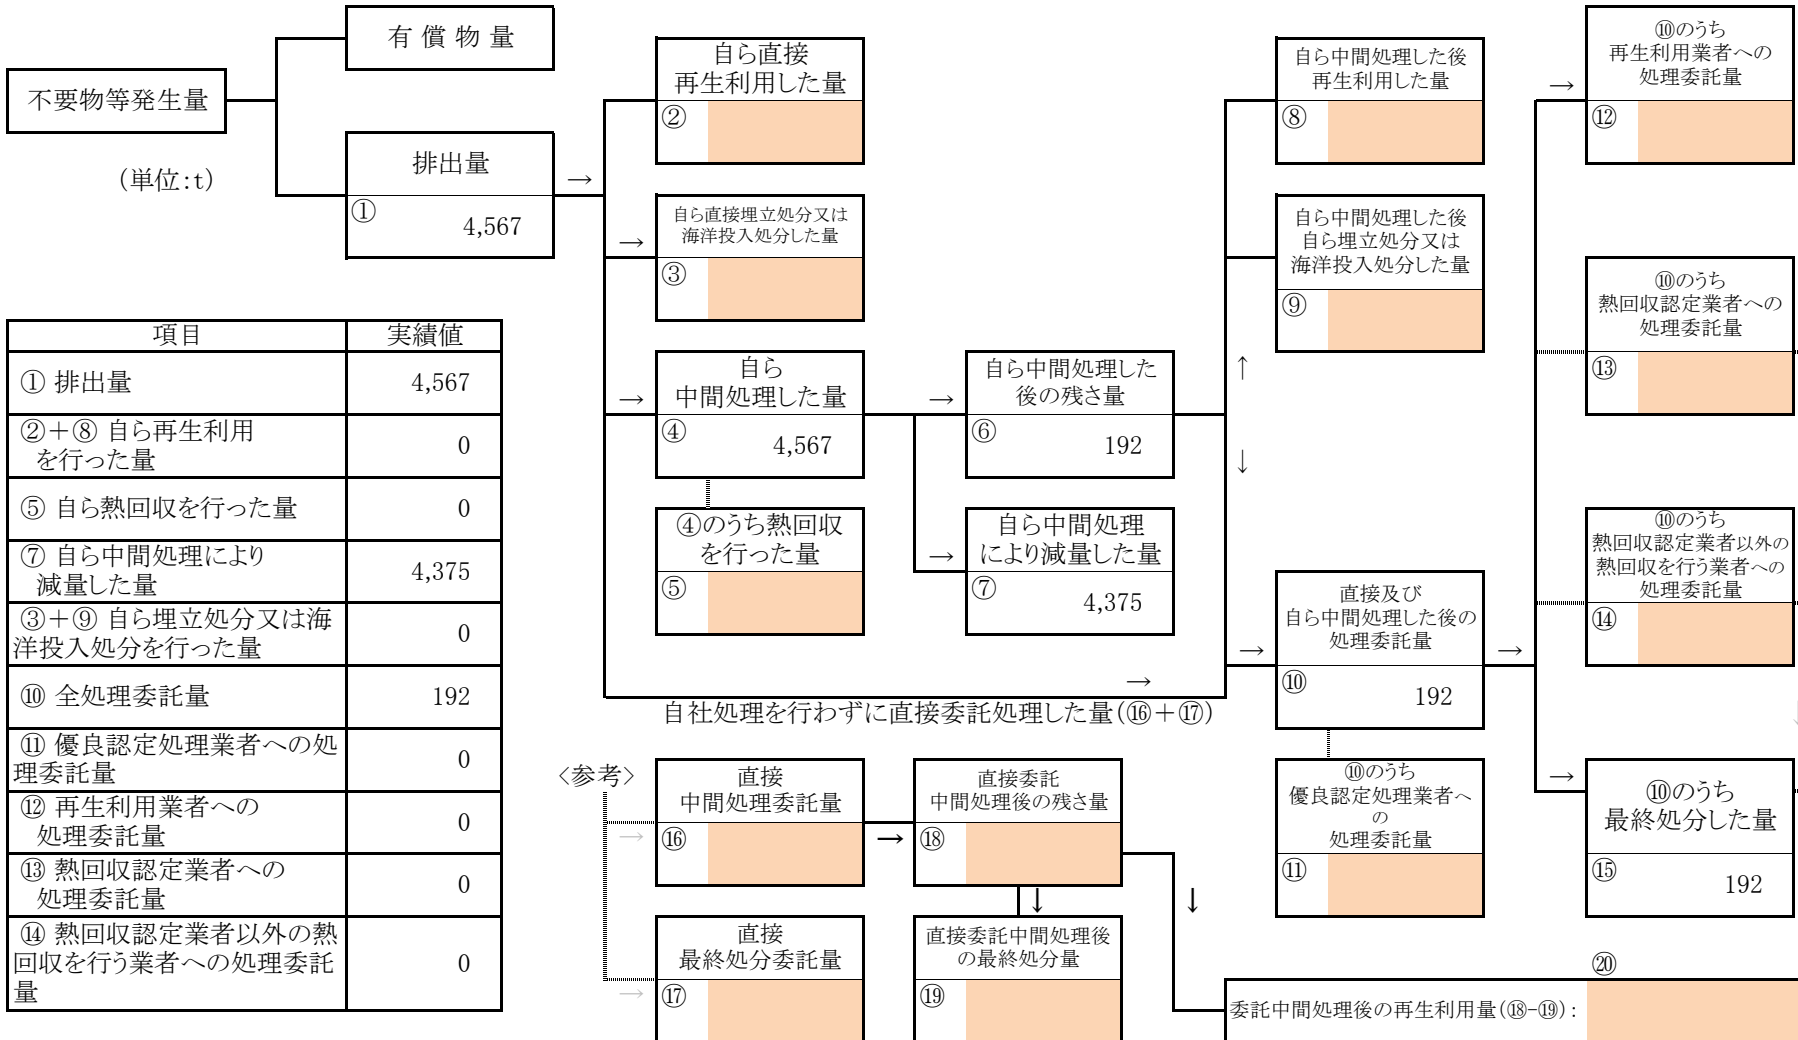 有 償 物 量
不要物等発生量
(単位:t)
排出量
①
4,567
→
自ら直接
再生利用した量
②
→
自ら直接埋立処分又は
海洋投入処分した量
③
→
自ら
中間処理した量
④
4,567
④のうち熱回収
を行った量
⑤
→
自ら中間処理した
後の残さ量
⑥
192
→
自ら中間処理
により減量した量
⑦
4,375
自ら中間処理した後
再生利用した量
⑧
自ら中間処理した後
自ら埋立処分又は
海洋投入処分した量
⑨
↑
↓
→
直接及び
自ら中間処理した後の
処理委託量
⑩
192
→
⑩のうち
優良認定処理業者へ
の
処理委託量
⑪
→
⑩のうち
再生利用業者への
処理委託量
⑫
⑩のうち
熱回収認定業者への
処理委託量
⑬
⑩のうち
熱回収認定業者以外の
熱回収を行う業者への
処理委託量
⑭
→
⑩のうち
最終処分した量
⑮
192
→
自社処理を行わずに直接委託処理した量(⑯+⑰)
項目 実績値
① 排出量 4,567
②+⑧ 自ら再生利用
を行った量 0
⑤ 自ら熱回収を行った量 0
⑦ 自ら中間処理により
減量した量 4,375
③+⑨ 自ら埋立処分又は海
洋投入処分を行った量 0
⑩ 全処理委託量 192
⑪ 優良認定処理業者への処
理委託量 0
⑫ 再生利用業者への
処理委託量 0
⑬ 熱回収認定業者への
処理委託量 0
⑭ 熱回収認定業者以外の熱
回収を行う業者への処理委託
量 0
<参考>
→
直接
中間処理委託量
⑯
→
直接委託
中間処理後の残さ量
⑱
↓
↓
→
直接
最終処分委託量
⑰
直接委託中間処理後
の最終処分量
⑲
⑳
委託中間処理後の再生利用量(⑱-⑲):